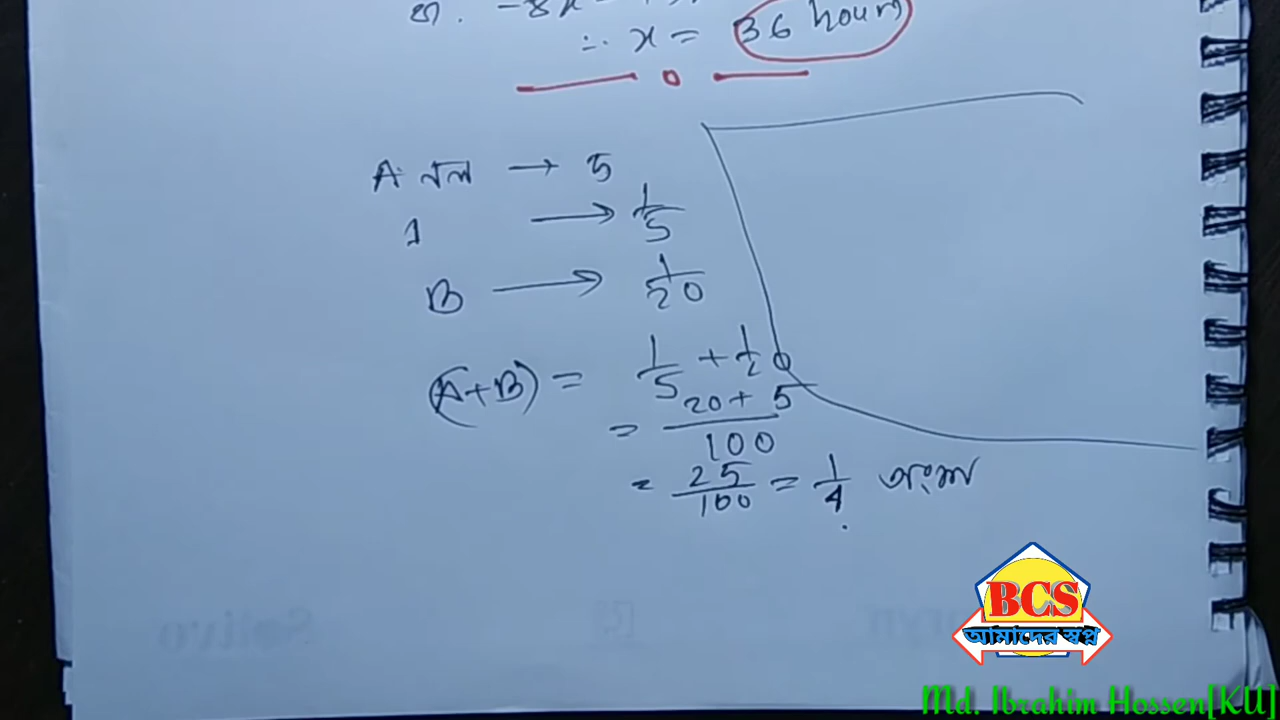 ∴ x = 36 hours
0
A নল → 5
1 → 1/5
B → 1/20
(A+B) = 1/5 + 1/20
= 20+5/100
= 25/100 = 1/4 অংশ
BCS
আমাদের স্বপ্ন
Md. Ibrahim Hossen[KU]